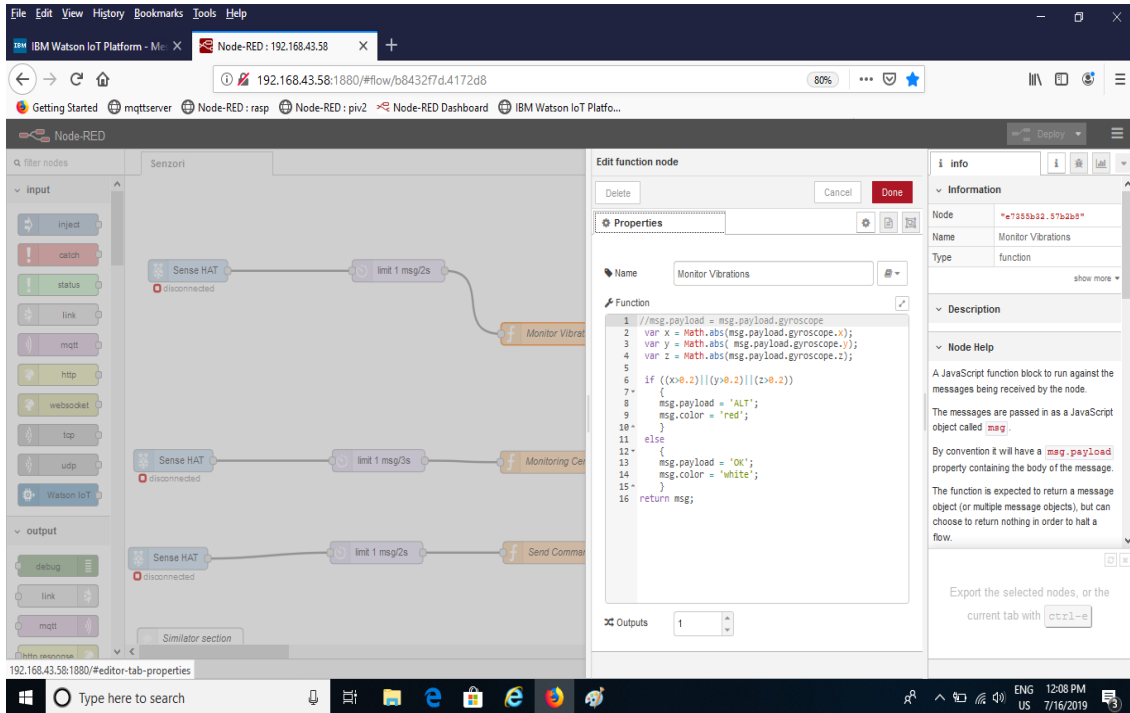 File Edit View History Bookmarks Tools Help
IBM IBM Watson IoT Platform - Me
Node-RED : 192.168.43.58
192.168.43.58:1880/#flow/b8432f7d.4172d8
80%
Getting Started mqttserver Node-RED : rasp Node-RED : piv2 Node-RED Dashboard IBM Watson IoT Platfo...
Node-RED
Deploy
filter nodes
input
inject
catch
status
link
mqtt
http
websocket
tcp
udp
Watson IoT
output
debug
link
mqtt
http response
Senzori
Sense HAT
disconnected
limit 1 msg/2s
f Monitor Vibrat
Sense HAT
disconnected
limit 1 msg/3s
f Monitoring Cer
Sense HAT
disconnected
limit 1 msg/2s
f Send Commar
Similator section
Edit function node
Delete Cancel Done
Properties
Name Monitor Vibrations
Function
1 //msg.payload = msg.payload.gyroscope
2 var x = Math.abs(msg.payload.gyroscope.x);
3 var y = Math.abs( msg.payload.gyroscope.y);
4 var z = Math.abs(msg.payload.gyroscope.z);
5
6 if ((x>0.2)||(y>0.2)||(z>0.2))
7 {
8 msg.payload = 'ALT';
9 msg.color = 'red';
10 }
11 else
12 {
13 msg.payload = 'OK';
14 msg.color = 'white';
15 }
16 return msg;
Outputs 1
i info
Information
Node "e7355b32.57b2b8"
Name Monitor Vibrations
Type function
show more
Description
Node Help
A JavaScript function block to run against the
messages being received by the node.
The messages are passed in as a JavaScript
object called msg .
By convention it will have a msg.payload
property containing the body of the message.
The function is expected to return a message
object (or multiple message objects), but can
choose to return nothing in order to halt a
flow.
Export the selected nodes, or the
current tab with ctrl-e
192.168.43.58:1880/#editor-tab-properties
Type here to search
ENG
US
12:08 PM
7/16/2019
3